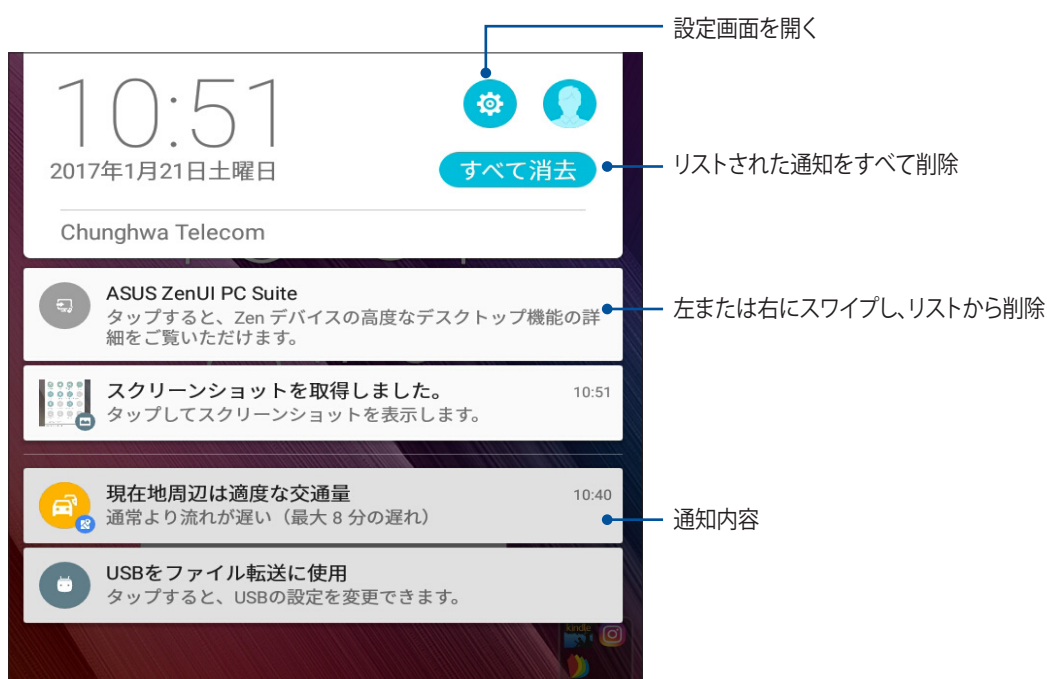 設定画面を開く
10:51
2017年1月21日土曜日
すべて消去
リストされた通知をすべて削除
Chunghwa Telecom
ASUS ZenUI PC Suite
タップすると、Zen デバイスの高度なデスクトップ機能の詳
細をご覧いただけます。
左または右にスワイプし、リストから削除
スクリーンショットを取得しました。
10:51
タップしてスクリーンショットを表示します。
現在地周辺は適度な交通量
10:40
通常より流れが遅い（最大 8 分の遅れ）
通知内容
USBをファイル転送に使用
タップすると、USBの設定を変更できます。
kindle